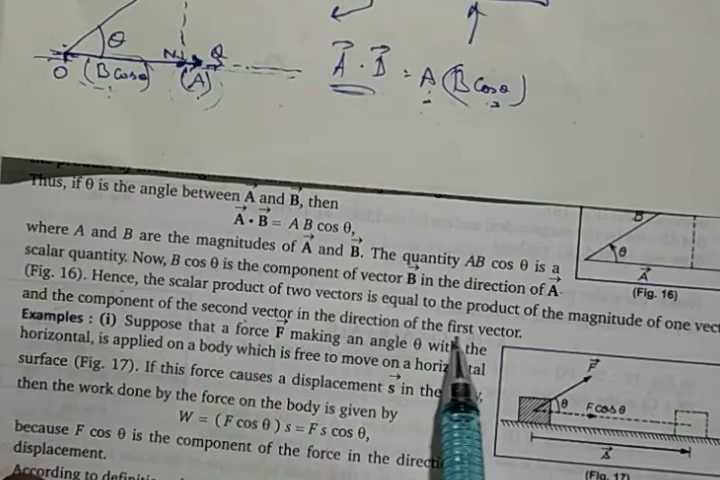 θ
N
O (B Cosθ) (A)
A⃗ . B⃗ = A (B Cosθ)
Thus, if θ is the angle between A⃗ and B⃗, then
A⃗ • B⃗ = A B cos θ,
where A and B are the magnitudes of A⃗ and B⃗. The quantity AB cos θ is a
scalar quantity. Now, B cos θ is the component of vector B⃗ in the direction of A⃗
(Fig. 16). Hence, the scalar product of two vectors is equal to the product of the magnitude of one vect
and the component of the second vector in the direction of the first vector.
B
θ
A⃗
(Fig. 16)
Examples : (i) Suppose that a force F⃗ making an angle θ with the
horizontal, is applied on a body which is free to move on a horiz tal
surface (Fig. 17). If this force causes a displacement s⃗ in the y,
then the work done by the force on the body is given by
W = (F cos θ) s = F s cos θ,
because F cos θ is the component of the force in the directi
displacement.
According to definiti
F⃗
θ F cos θ
s⃗
(Fig. 17)